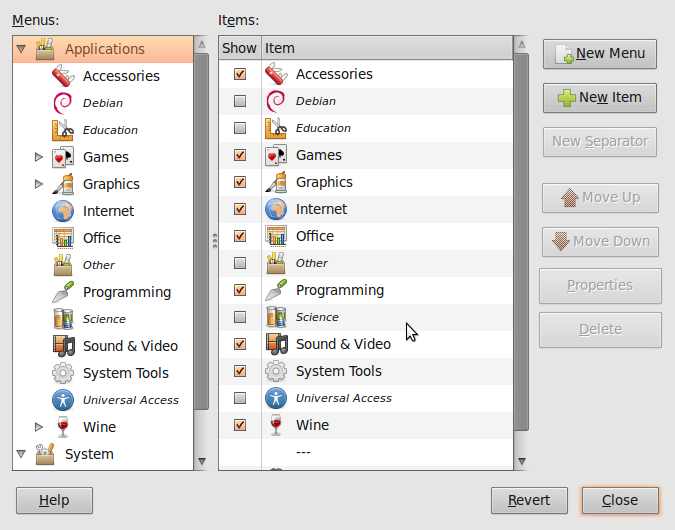 Menus:
Applications
Accessories
Debian
Education
Games
Graphics
Internet
Office
Other
Programming
Science
Sound & Video
System Tools
Universal Access
Wine
System
Items:
Show Item
Accessories
Debian
Education
Games
Graphics
Internet
Office
Other
Programming
Science
Sound & Video
System Tools
Universal Access
Wine
---
New Menu
New Item
New Separator
Move Up
Move Down
Properties
Delete
Help
Revert
Close